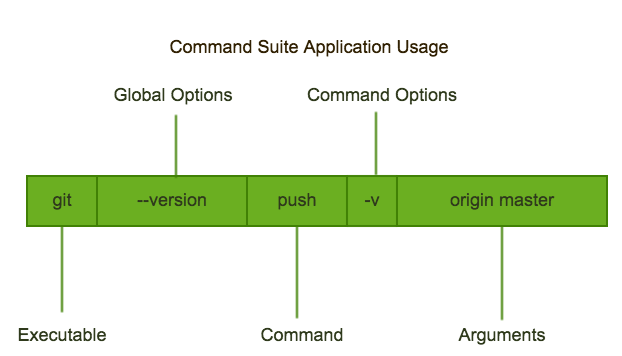 Command Suite Application Usage
Global Options
Command Options
git
--version
push
-v
origin master
Executable
Command
Arguments